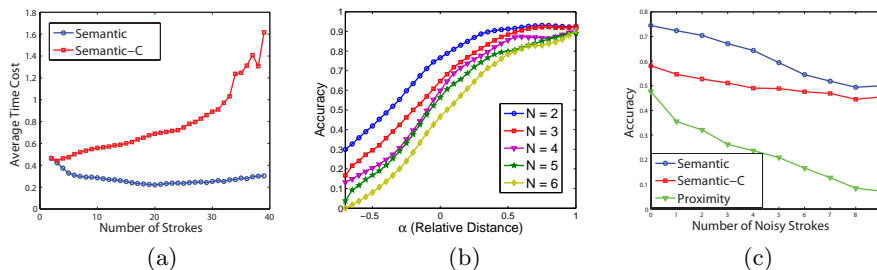 Average Time Cost
1.8
1.6
1.4
1.2
1
0.8
0.6
0.4
0.2
0
Semantic
Semantic-C
0 10 20 30 40
Number of Strokes
(a)
Accuracy
1
0.9
0.8
0.7
0.6
0.5
0.4
0.3
0.2
0.1
0
N = 2
N = 3
N = 4
N = 5
N = 6
-0.5 0 0.5 1
α (Relative Distance)
(b)
Accuracy
0.8
0.7
0.6
0.5
0.4
0.3
0.2
0.1
0
Semantic
Semantic-C
Proximity
0 1 2 3 4 5 6 7 8
Number of Noisy Strokes
(c)